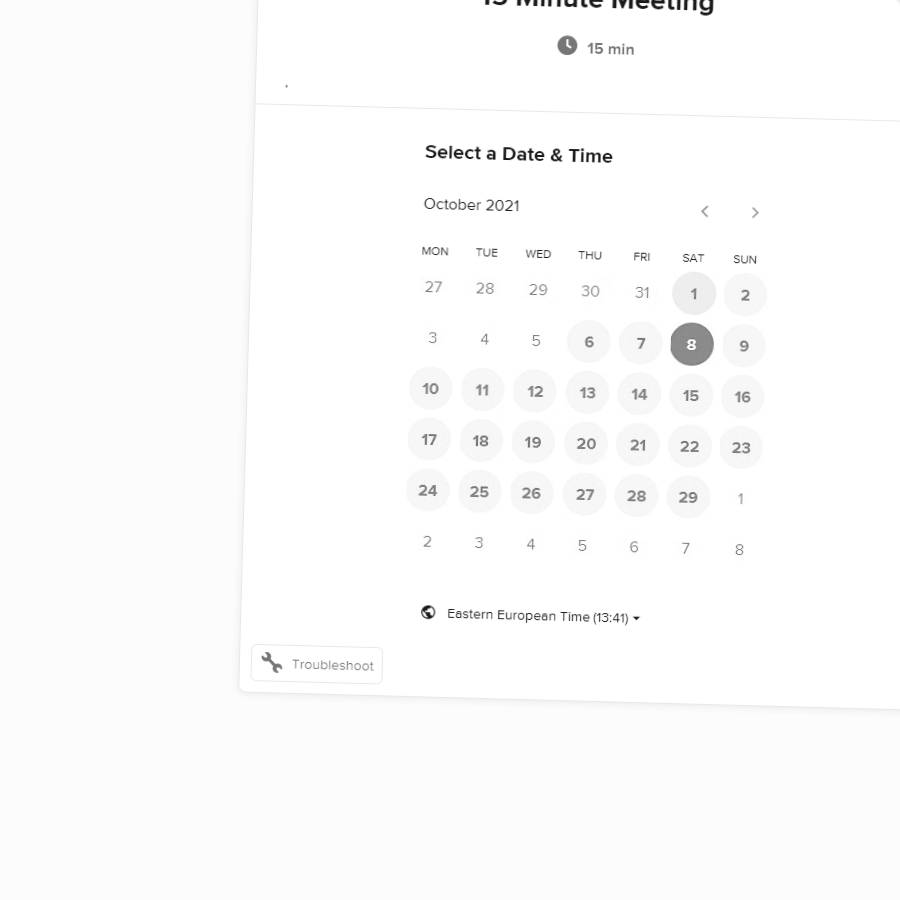 15 Minute Meeting
15 min
.
Select a Date & Time
October 2021
MON TUE WED THU FRI SAT SUN
27 28 29 30 31 1 2
3 4 5 6 7 8 9
10 11 12 13 14 15 16
17 18 19 20 21 22 23
24 25 26 27 28 29 1
2 3 4 5 6 7 8
Eastern European Time (13:41)
Troubleshoot